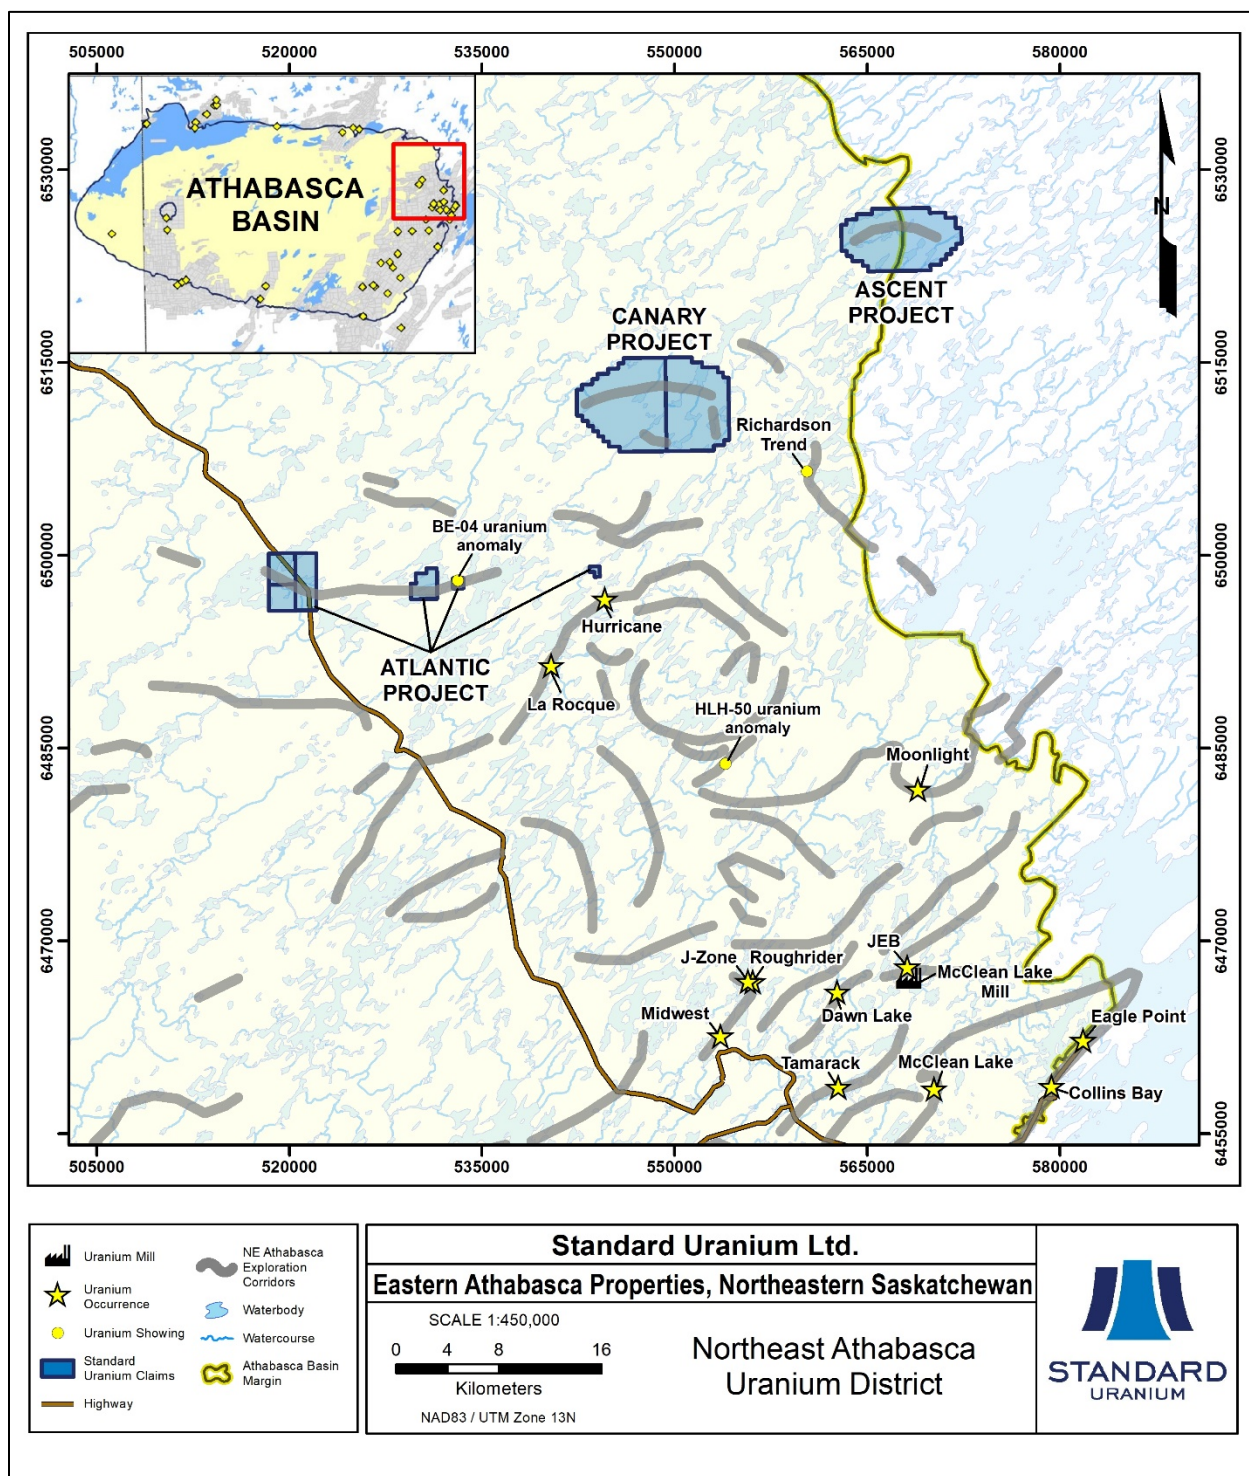 505000 520000 535000 550000 565000 580000
6530000
6515000
6500000
6485000
6470000
6455000
6530000
6515000
6500000
6485000
6470000
ATHABASCA
BASIN
N
ASCENT
PROJECT
CANARY
PROJECT
Richardson
Trend
BE-04 uranium
anomaly
Hurricane
ATLANTIC
PROJECT
La Rocque
HLH-50 uranium
anomaly
Moonlight
JEB
J-Zone
Roughrider
McClean Lake
Mill
Dawn Lake
Midwest
Eagle Point
Tamarack
McClean Lake
Collins Bay
505000 520000 535000 550000 565000 580000
Uranium Mill
Uranium
Occurrence
Uranium Showing
Standard
Uranium Claims
Highway
NE Athabasca
Exploration
Corridors
Waterbody
Watercourse
Athabasca Basin
Margin
Standard Uranium Ltd.
Eastern Athabasca Properties, Northeastern Saskatchewan
SCALE 1:450,000
0 4 8 16
Kilometers
NAD83 / UTM Zone 13N
Northeast Athabasca
Uranium District
STANDARD
URANIUM